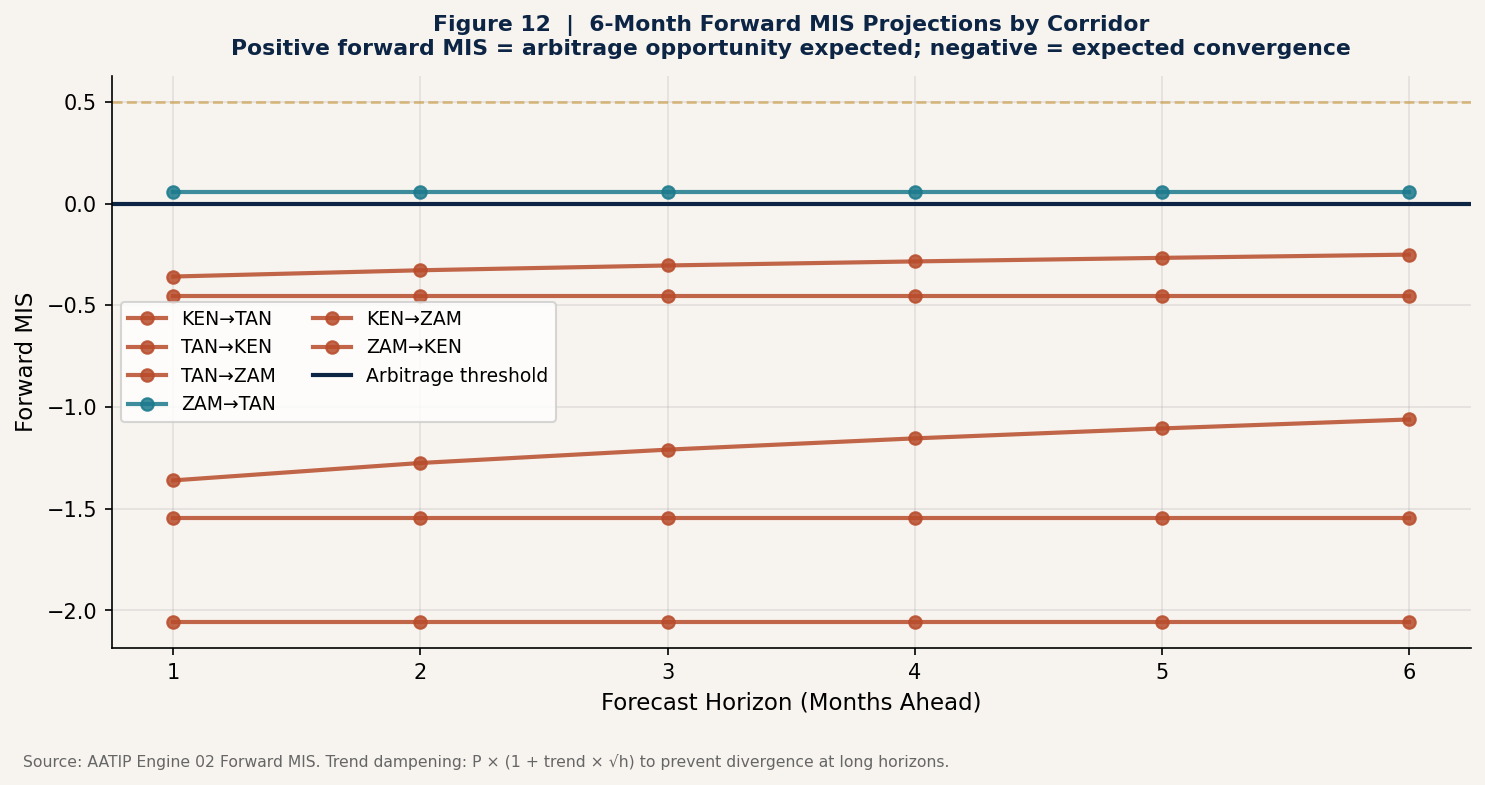 Figure 12 | 6-Month Forward MIS Projections by Corridor
Positive forward MIS = arbitrage opportunity expected; negative = expected convergence
Forward MIS
0.5
0.0
−0.5
−1.0
−1.5
−2.0
KEN→TAN
TAN→KEN
TAN→ZAM
ZAM→TAN
KEN→ZAM
ZAM→KEN
Arbitrage threshold
1 2 3 4 5 6
Forecast Horizon (Months Ahead)
Source: AATIP Engine 02 Forward MIS. Trend dampening: P × (1 + trend × √h) to prevent divergence at long horizons.